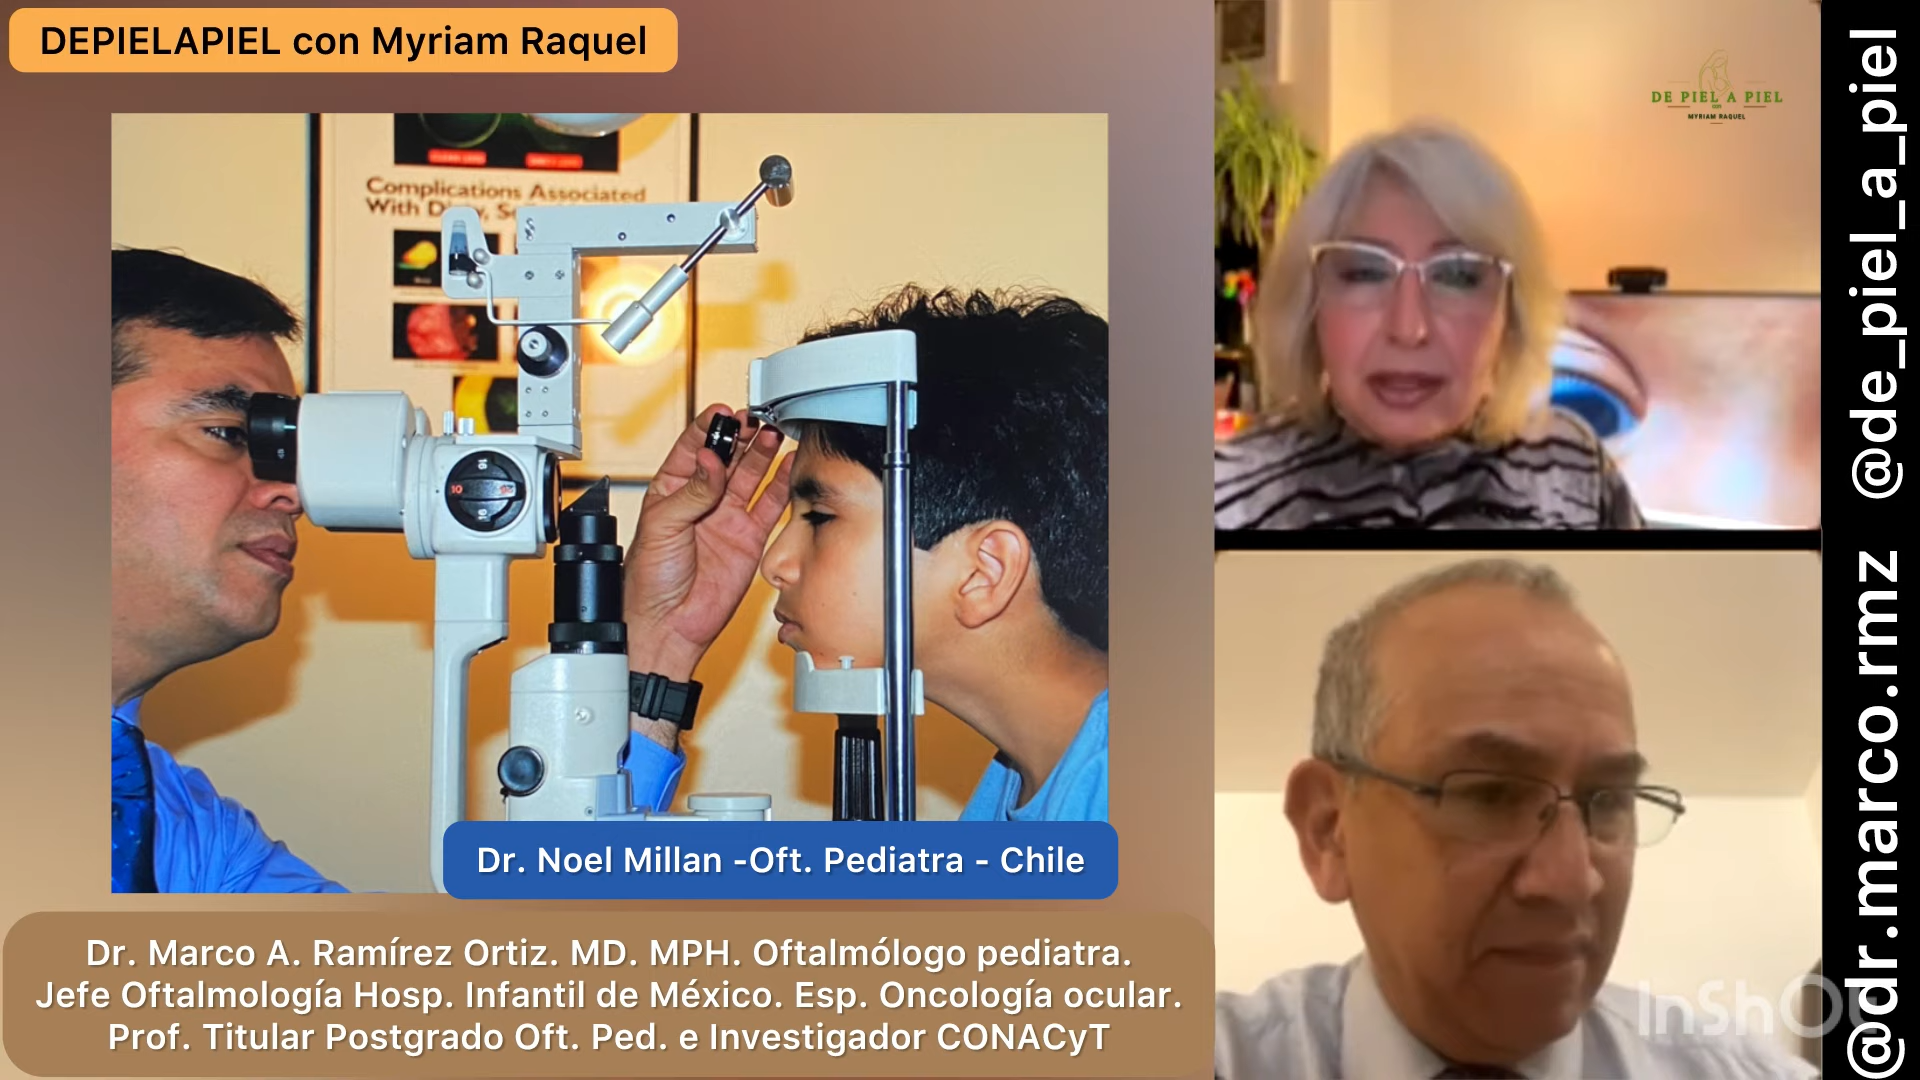 DEPIELAPIEL con Myriam Raquel
Complications Associated
DE PIEL A PIEL
MYRIAM RAQUEL
10
16
Dr. Noel Millan -Oft. Pediatra - Chile
Dr. Marco A. Ramírez Ortiz. MD. MPH. Oftalmólogo pediatra.
Jefe Oftalmología Hosp. Infantil de México. Esp. Oncología ocular.
Prof. Titular Postgrado Oft. Ped. e Investigador CONACyT
@dr.marco.rmz @de_piel_a_piel